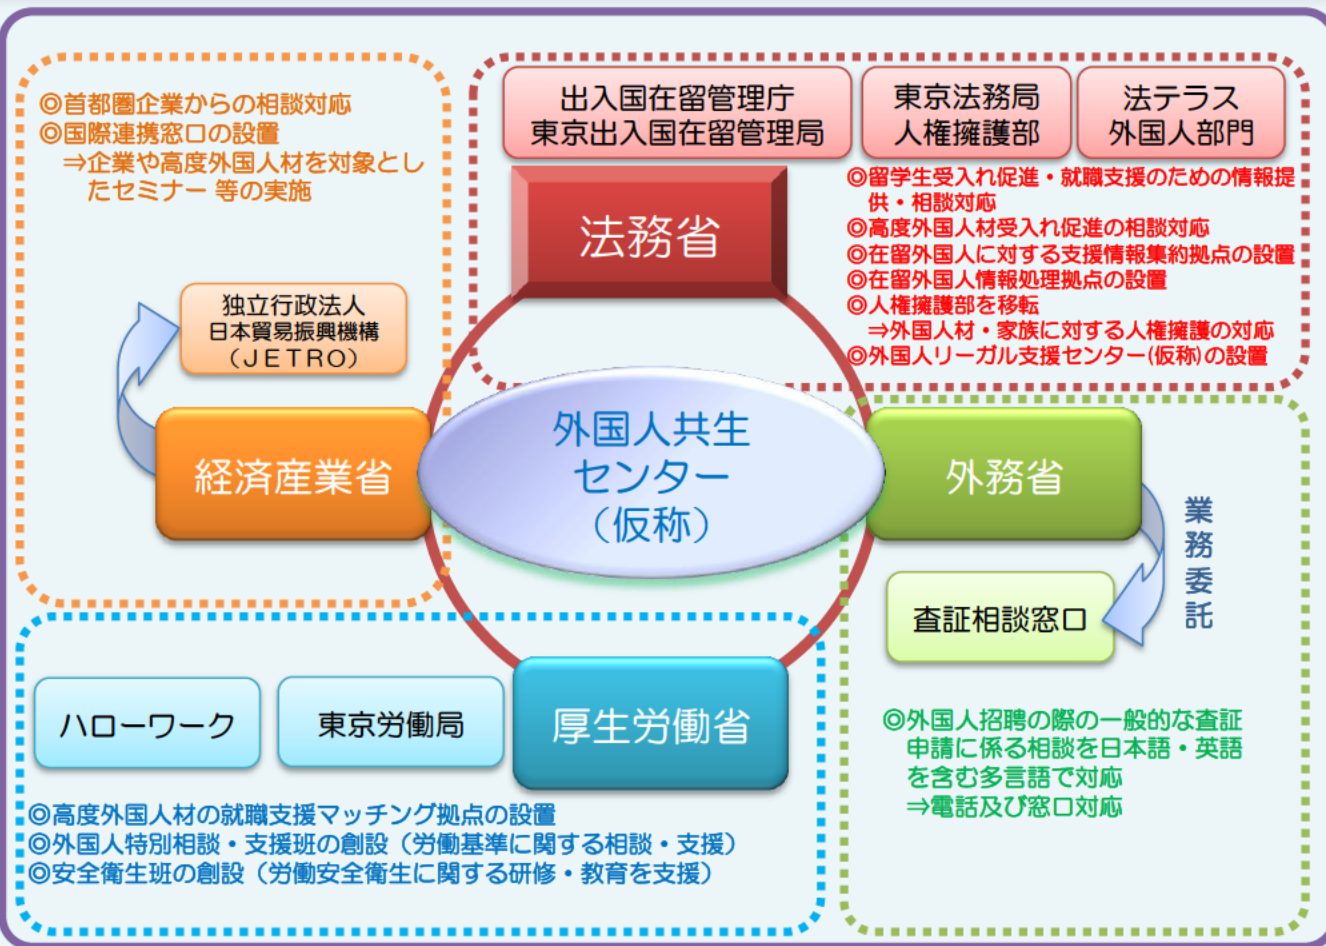 ◎首都圏企業からの相談対応
◎国際連携窓口の設置
⇒企業や高度外国人材を対象とし
たセミナー 等の実施
独立行政法人
日本貿易振興機構
（ＪＥＴＲＯ）
経済産業省
出入国在留管理庁
東京出入国在留管理局
東京法務局
人権擁護部
法テラス
外国人部門
法務省
◎留学生受入れ促進・就職支援のための情報提
供・相談対応
◎高度外国人材受入れ促進の相談対応
◎在留外国人に対する支援情報集約拠点の設置
◎在留外国人情報処理拠点の設置
◎人権擁護部を移転
⇒外国人材・家族に対する人権擁護の対応
◎外国人リーガル支援センター(仮称)の設置
外国人共生
センター
（仮称）
外務省
業務委託
査証相談窓口
◎外国人招聘の際の一般的な査証
申請に係る相談を日本語・英語
を含む多言語で対応
⇒電話及び窓口対応
ハローワーク
東京労働局
厚生労働省
◎高度外国人材の就職支援マッチング拠点の設置
◎外国人特別相談・支援班の創設（労働基準に関する相談・支援）
◎安全衛生班の創設（労働安全衛生に関する研修・教育を支援）